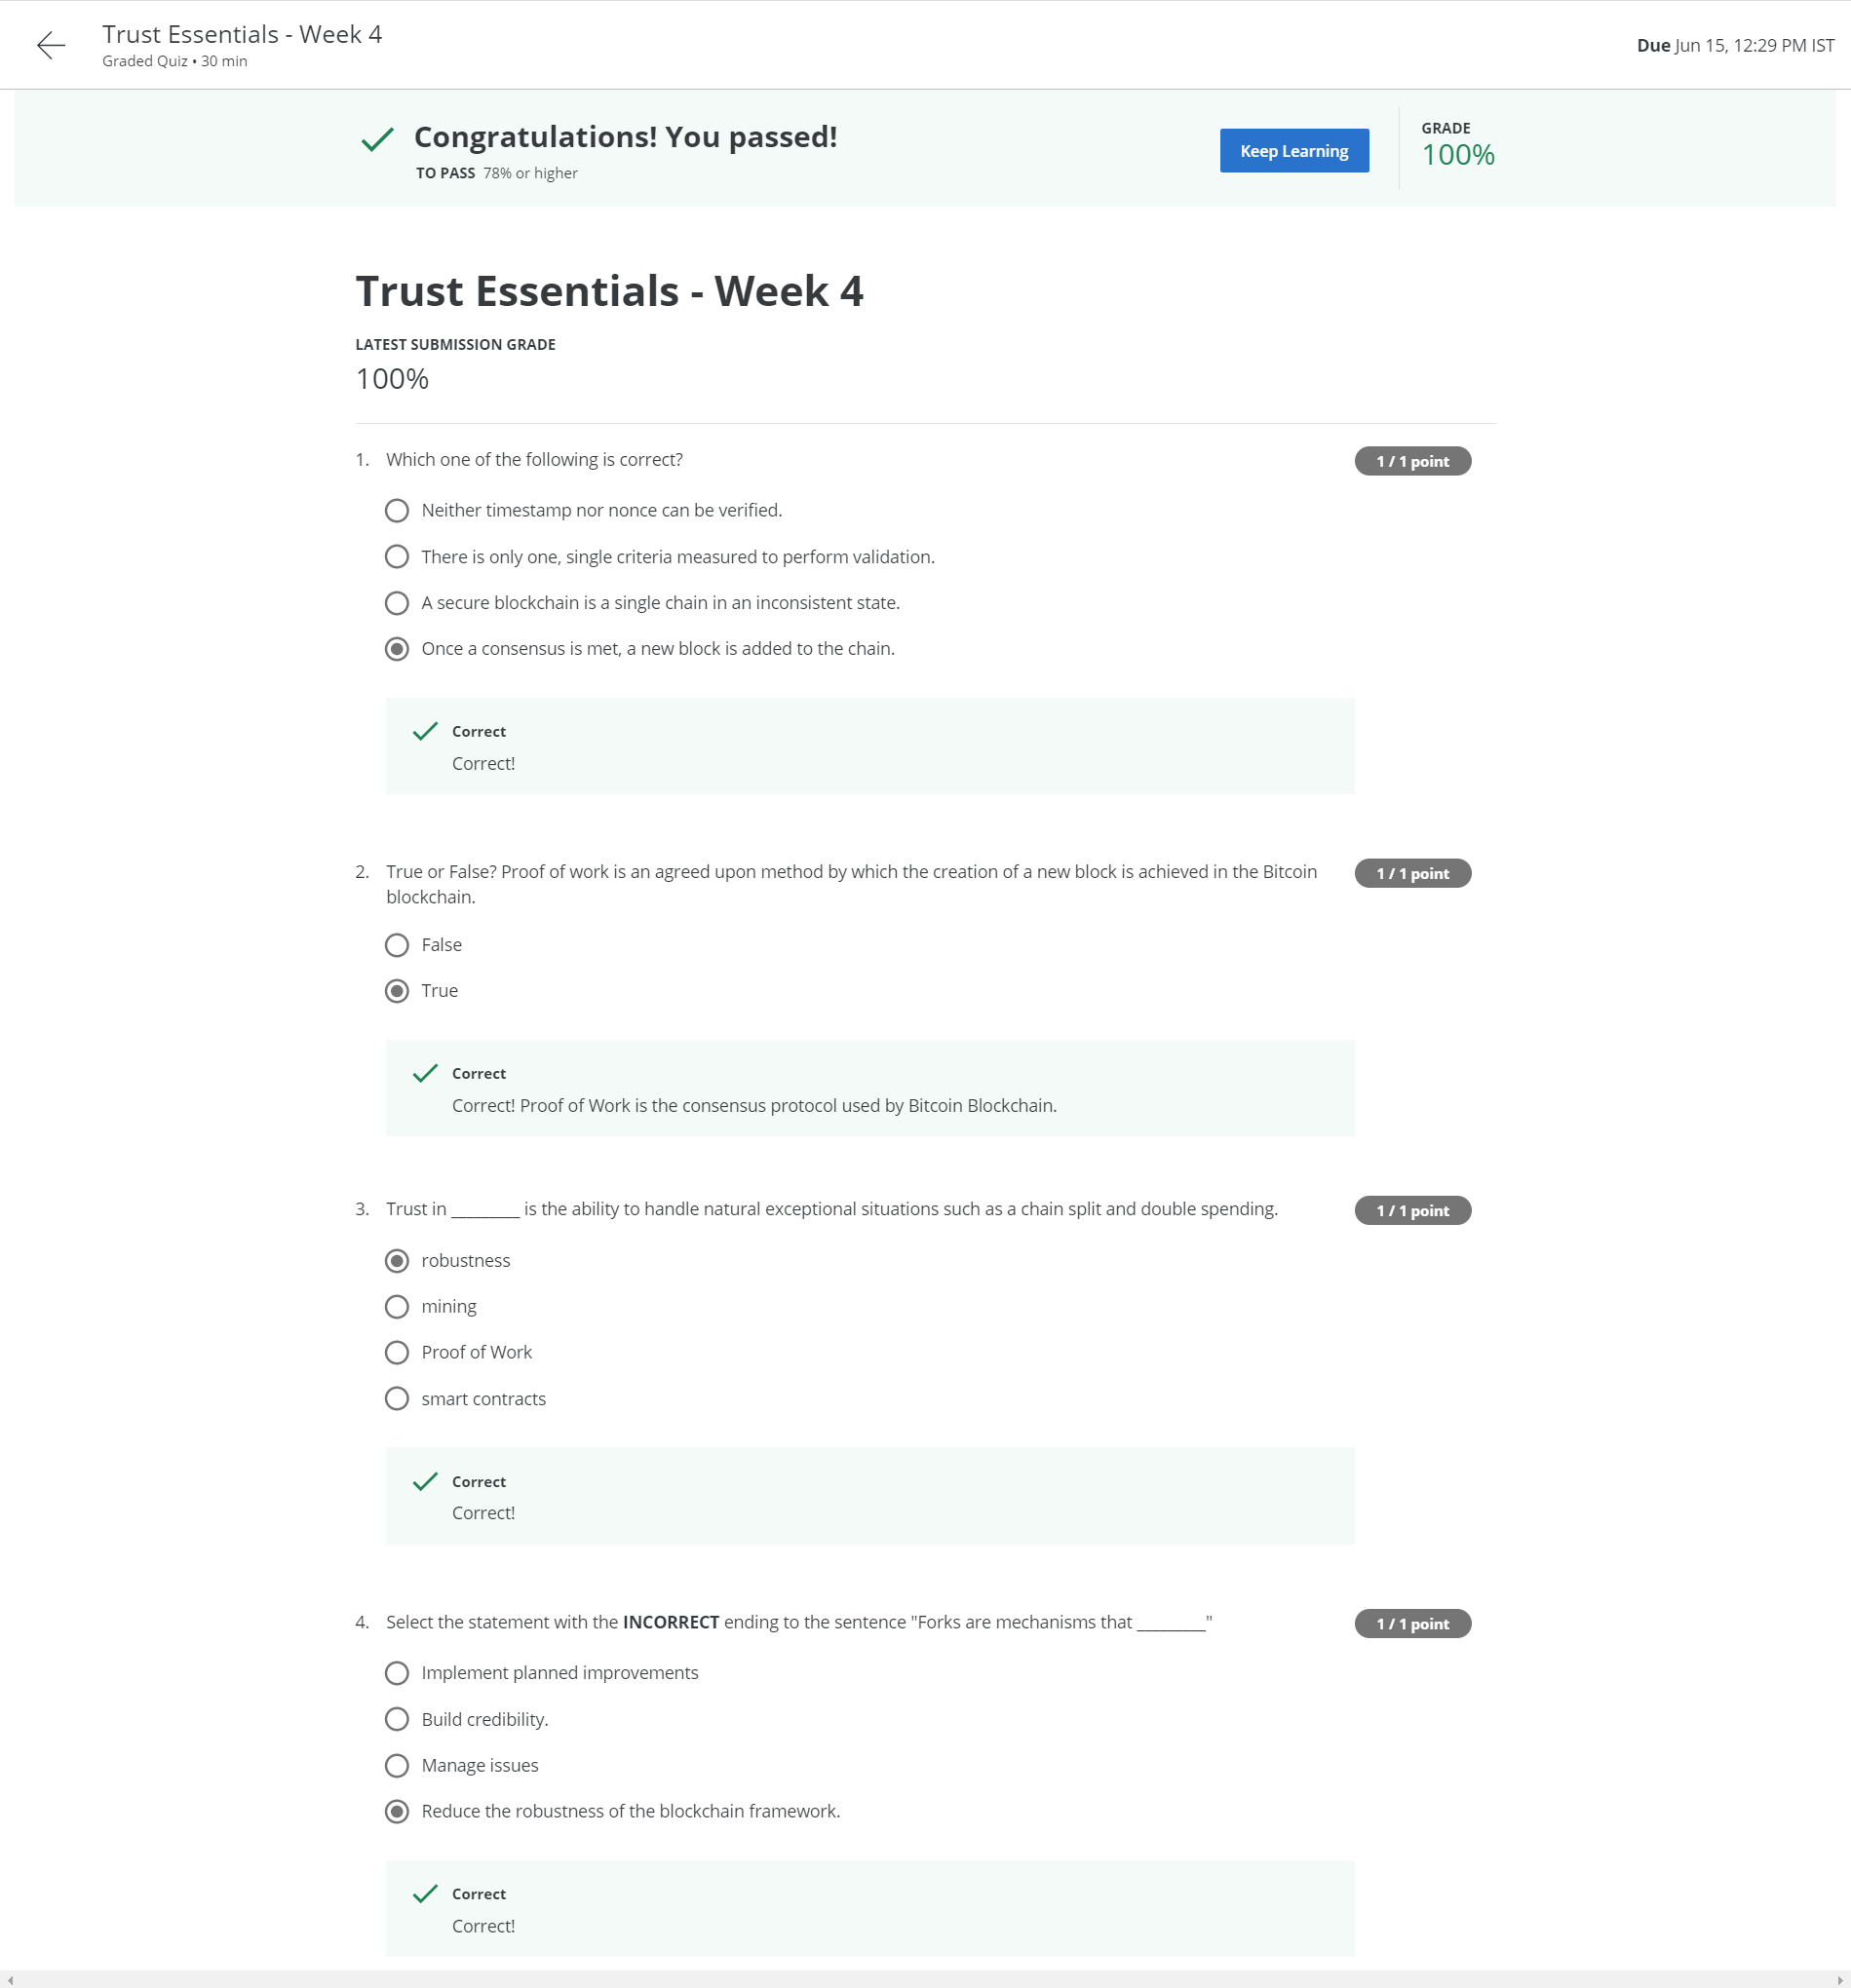 Trust Essentials - Week 4
Graded Quiz • 30 min
Due Jun 15, 12:29 PM IST
Congratulations! You passed!
TO PASS 78% or higher
Keep Learning
GRADE
100%
Trust Essentials - Week 4
LATEST SUBMISSION GRADE
100%
1. Which one of the following is correct?
1 / 1 point
Neither timestamp nor nonce can be verified.
There is only one, single criteria measured to perform validation.
A secure blockchain is a single chain in an inconsistent state.
Once a consensus is met, a new block is added to the chain.
Correct
Correct!
2. True or False? Proof of work is an agreed upon method by which the creation of a new block is achieved in the Bitcoin
blockchain.
1 / 1 point
False
True
Correct
Correct! Proof of Work is the consensus protocol used by Bitcoin Blockchain.
3. Trust in _________ is the ability to handle natural exceptional situations such as a chain split and double spending.
1 / 1 point
robustness
mining
Proof of Work
smart contracts
Correct
Correct!
4. Select the statement with the INCORRECT ending to the sentence "Forks are mechanisms that _________"
1 / 1 point
Implement planned improvements
Build credibility.
Manage issues
Reduce the robustness of the blockchain framework.
Correct
Correct!